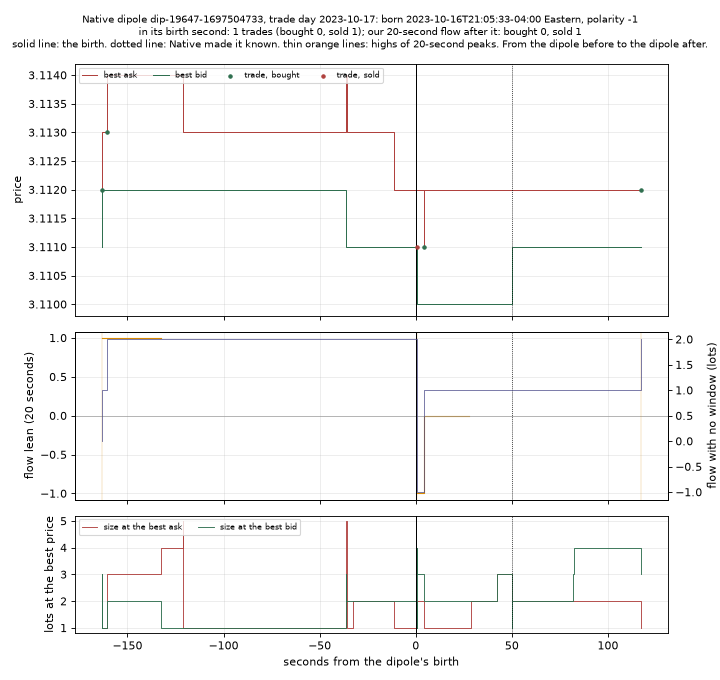 Native dipole dip-19647-1697504733, trade day 2023-10-17: born 2023-10-16T21:05:33-04:00 Eastern, polarity -1
in its birth second: 1 trades (bought 0, sold 1); our 20-second flow after it: bought 0, sold 1
solid line: the birth. dotted line: Native made it known. thin orange lines: highs of 20-second peaks. From the dipole before to the dipole after.
best ask best bid trade, bought trade, sold
3.1140
3.1135
3.1130
3.1125
3.1120
3.1115
3.1110
3.1105
3.1100
price
1.0
0.5
0.0
−0.5
−1.0
flow lean (20 seconds)
2.0
1.5
1.0
0.5
0.0
−0.5
−1.0
flow with no window (lots)
size at the best ask size at the best bid
5
4
3
2
1
lots at the best price
−150 −100 −50 0 50 100
seconds from the dipole's birth